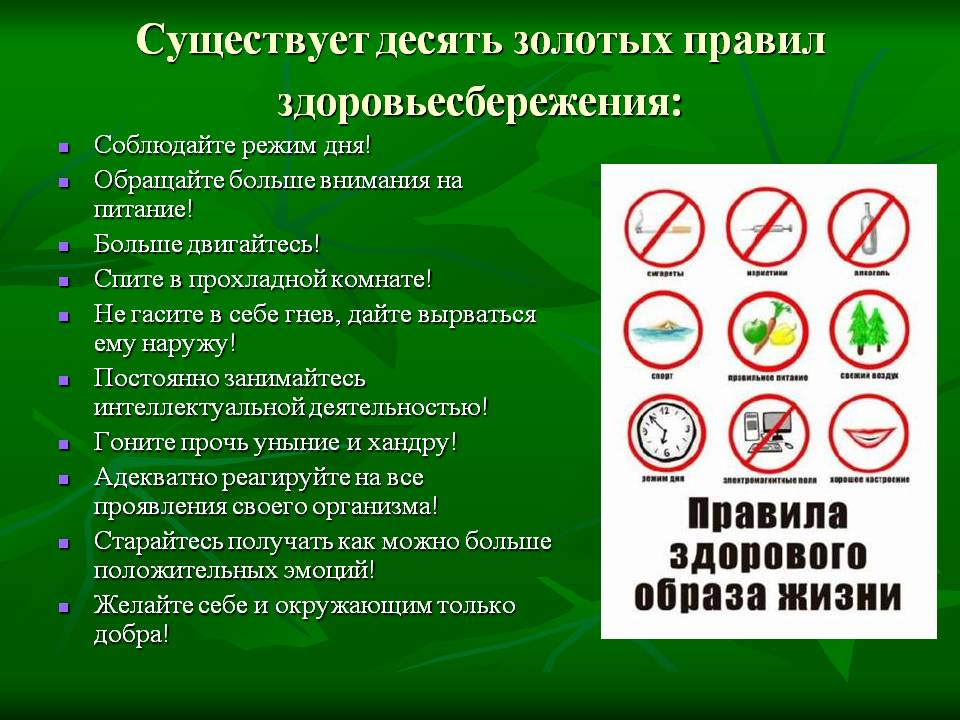 Существует десять золотых правил
здоровьесбережения:
Соблюдайте режим дня!
Обращайте больше внимания на
питание!
Больше двигайтесь!
Спите в прохладной комнате!
Не гасите в себе гнев, дайте вырваться
ему наружу!
Постоянно занимайтесь
интеллектуальной деятельностью!
Гоните прочь уныние и хандру!
Адекватно реагируйте на все
проявления своего организма!
Старайтесь получать как можно больше
положительных эмоций!
Желайте себе и окружающим только
добра!
сигареты наркотики алкоголь
спорт правильное питание свежий воздух
12
режим дня электромагнитные поля хорошее настроение
Правила
здорового
образа жизни